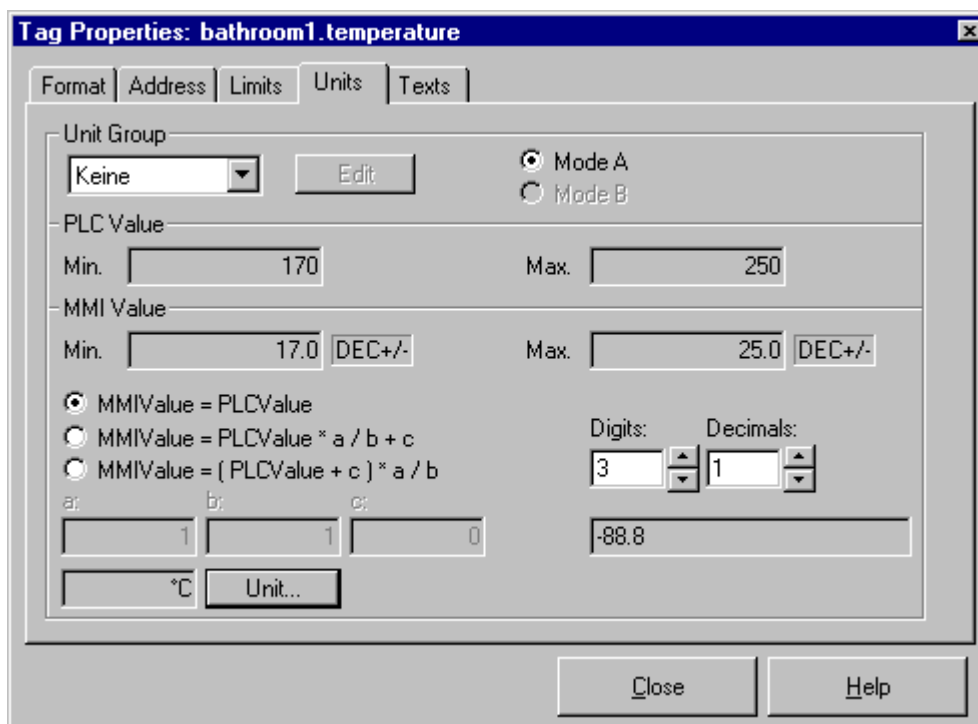 Tag Properties: bathroom1.temperature
Format Address Limits Units Texts
Unit Group
Keine Edit Mode A
Mode B
PLC Value
Min. 170 Max. 250
MMI Value
Min. 17.0 DEC+/- Max. 25.0 DEC+/-
MMIValue = PLCValue
MMIValue = PLCValue * a / b + c
MMIValue = ( PLCValue + c ) * a / b
Digits: Decimals:
3 1
a: b: c:
1 1 0
-88.8
°C Unit...
Close Help